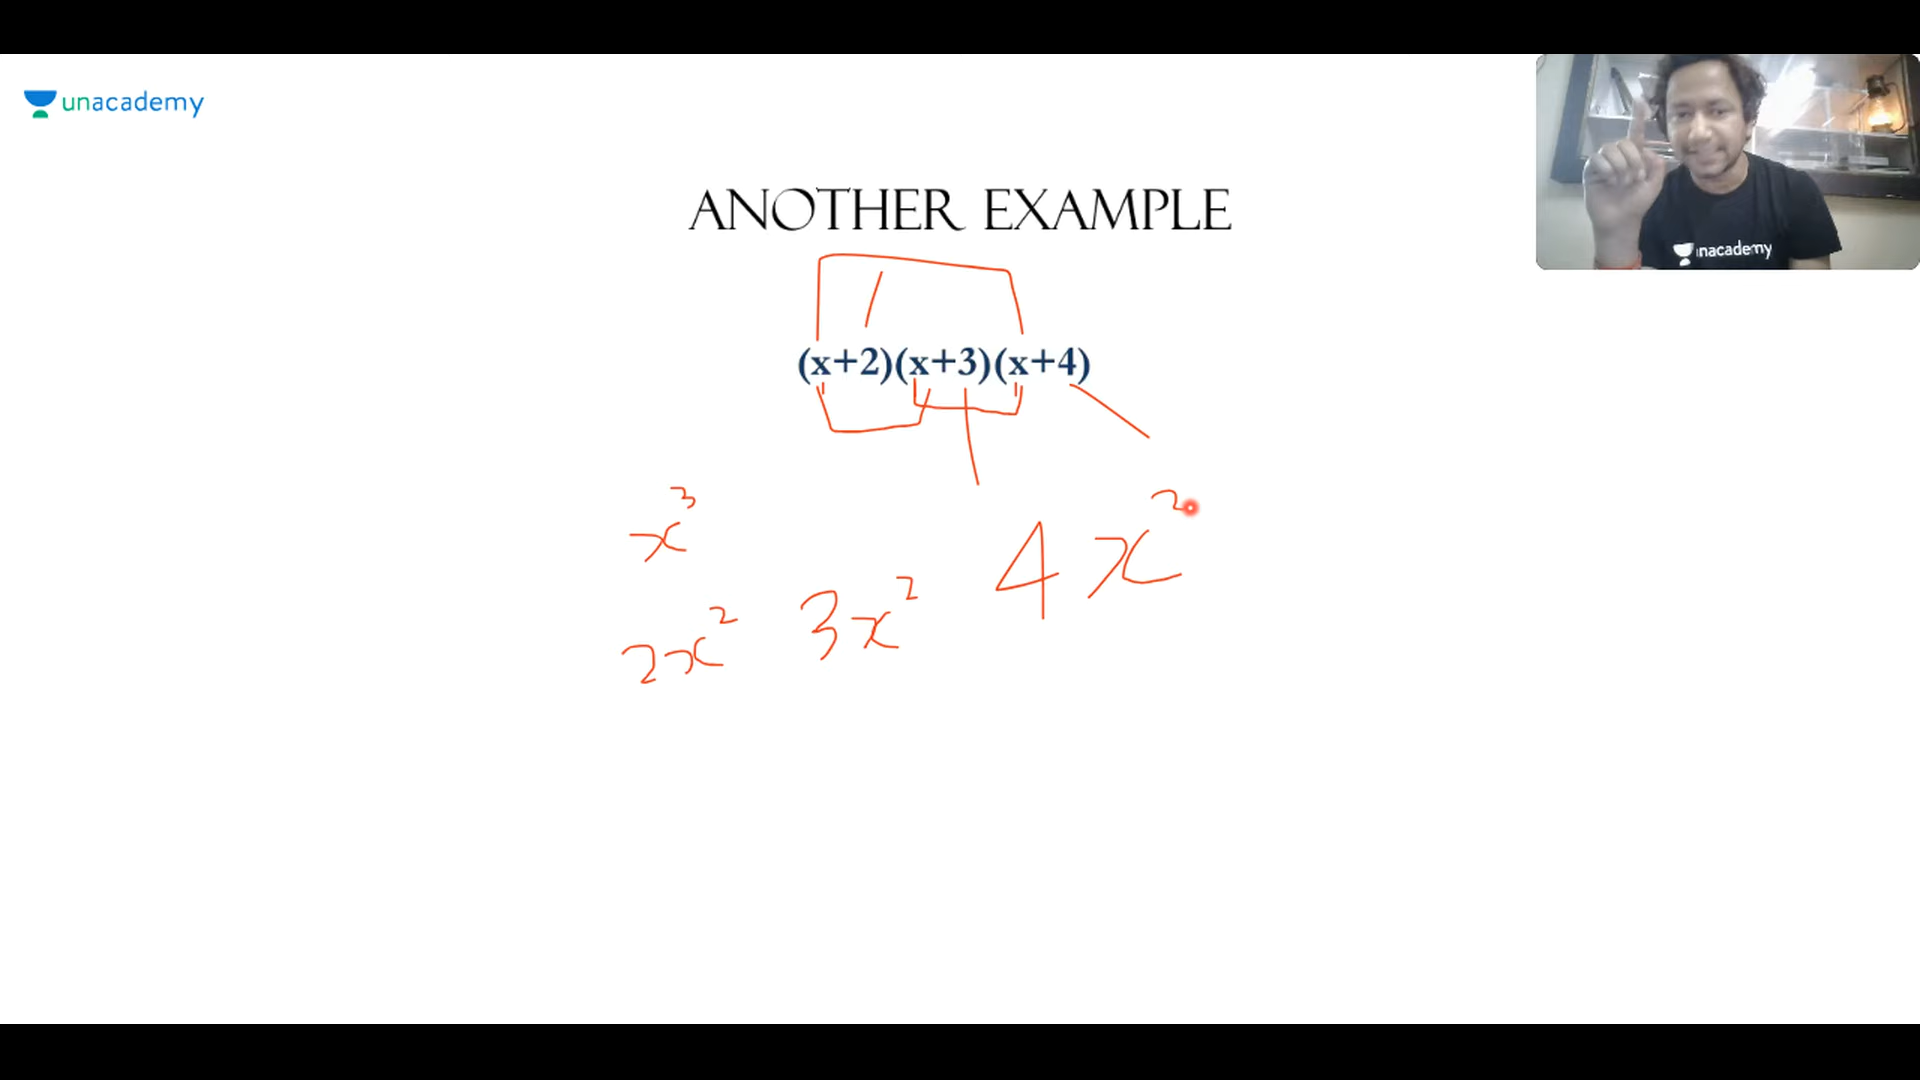 unacademy
unacademy
ANOTHER EXAMPLE
(x+2)(x+3)(x+4)
x³
2x² 3x² 4x²